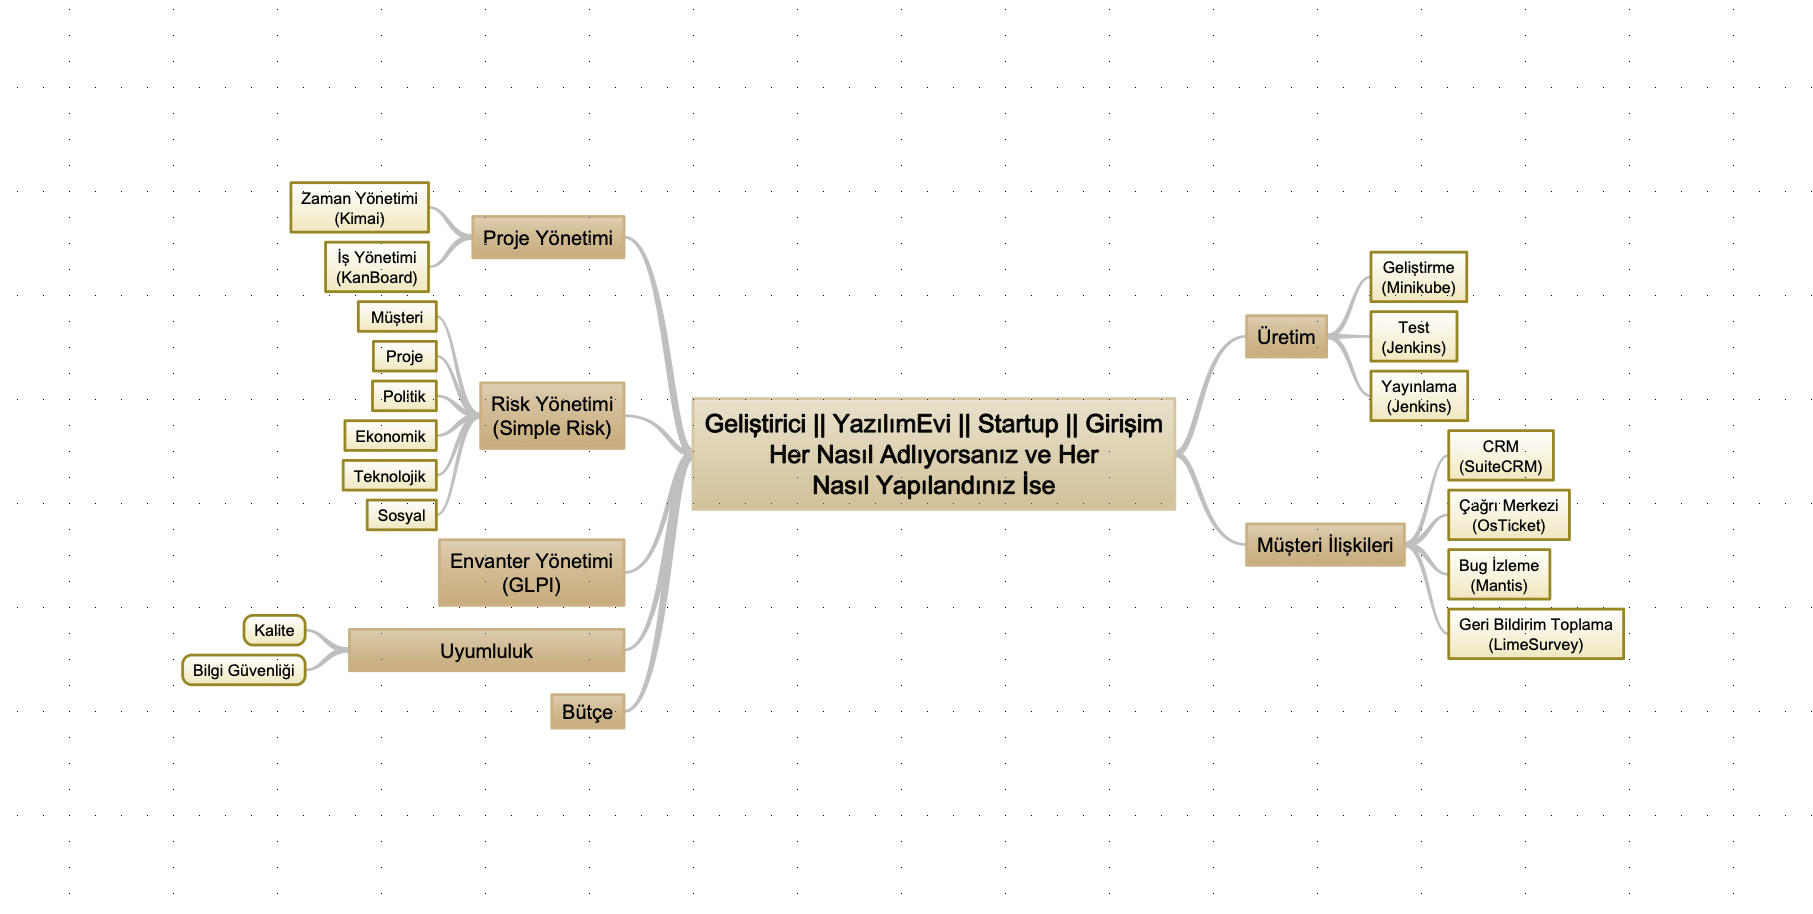 Zaman Yönetimi
(Kimai)
Proje Yönetimi
İş Yönetimi
(KanBoard)
Müşteri
Proje
Politik
Risk Yönetimi
(Simple Risk)
Ekonomik
Teknolojik
Sosyal
Envanter Yönetimi
(GLPI)
Kalite
Uyumluluk
Bilgi Güvenliği
Bütçe
Geliştirici || YazılımEvi || Startup || Girişim
Her Nasıl Adlıyorsanız ve Her
Nasıl Yapılandınız İse
Geliştirme
(Minikube)
Üretim
Test
(Jenkins)
Yayınlama
(Jenkins)
CRM
(SuiteCRM)
Çağrı Merkezi
(OsTicket)
Müşteri İlişkileri
Bug İzleme
(Mantis)
Geri Bildirim Toplama
(LimeSurvey)